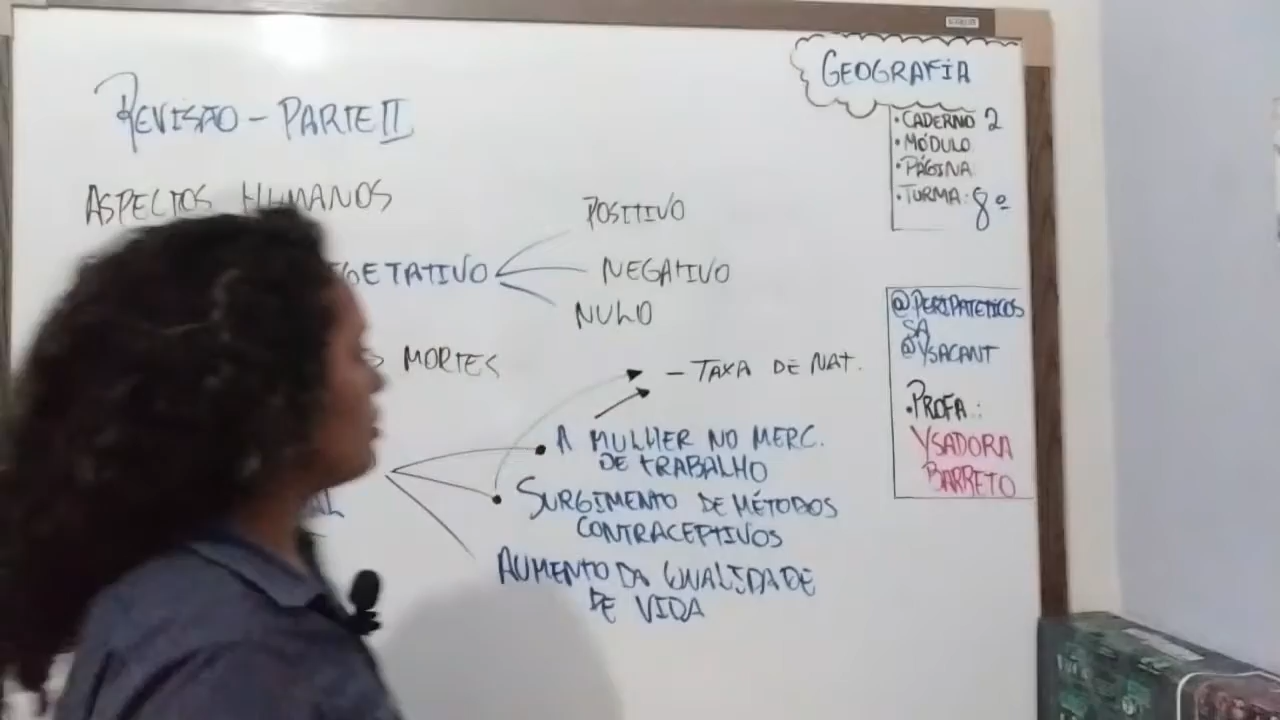 REVISÃO - PARTE II
ASPECTOS HUMANOS
GETATIVO
POSITIVO
NEGATIVO
NULO
MORTES
- TAXA DE NAT.
A MULHER NO MERC.
DE TRABALHO
SURGIMENTO DE MÉTODOS
CONTRACEPTIVOS
AUMENTO DA QUALIDADE
DE VIDA
GEOGRAFIA
• CADERNO 2
• MÓDULO
• PÁGINA
• TURMA: 8º
@PERIPATETICOS
SA
@YSACANT
• PROFA.:
YSADORA
BARRETO